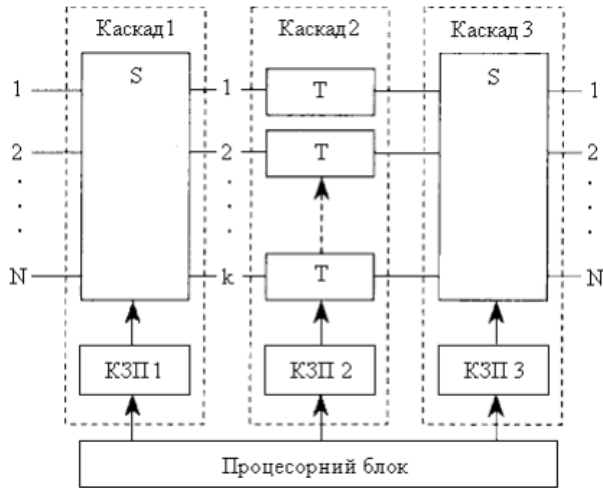 Каскад 1 Каскад 2 Каскад 3
S S
1 1 T 1
2 2 T 2
N k T N
КЗП 1 КЗП 2 КЗП 3
Процесорний блок